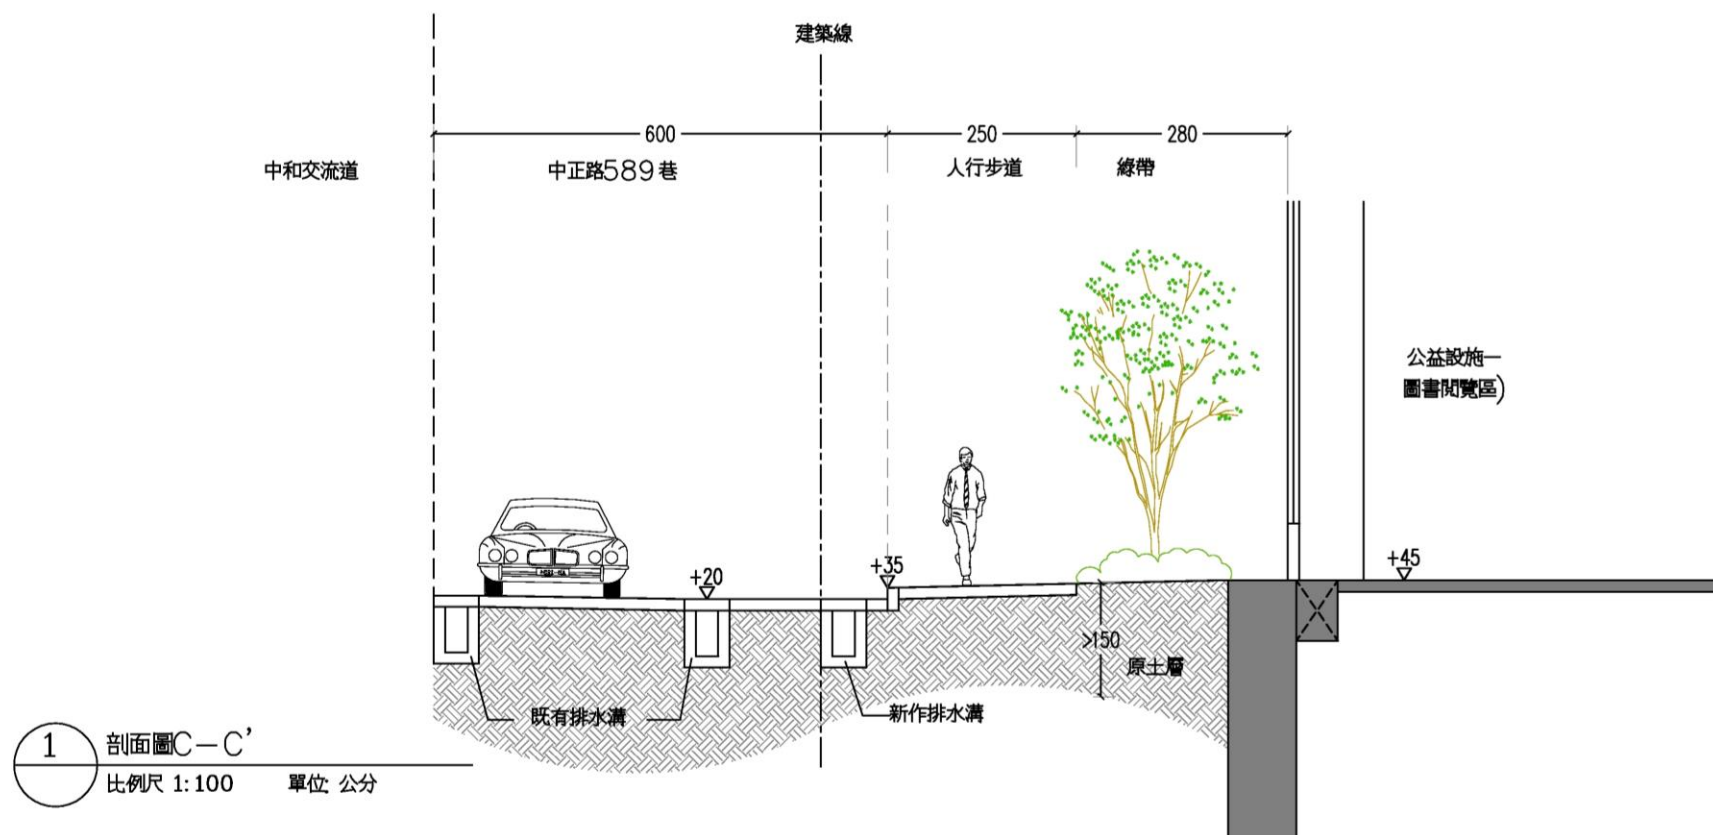 建築線
600
250
280
中和交流道
中正路589巷
人行步道
綠帶
公益設施一
圖書閱覽區)
+20
+35
+45
>150
原土層
既有排水溝
新作排水溝
1
剖面圖C－C’
比例尺 1:100 單位: 公分